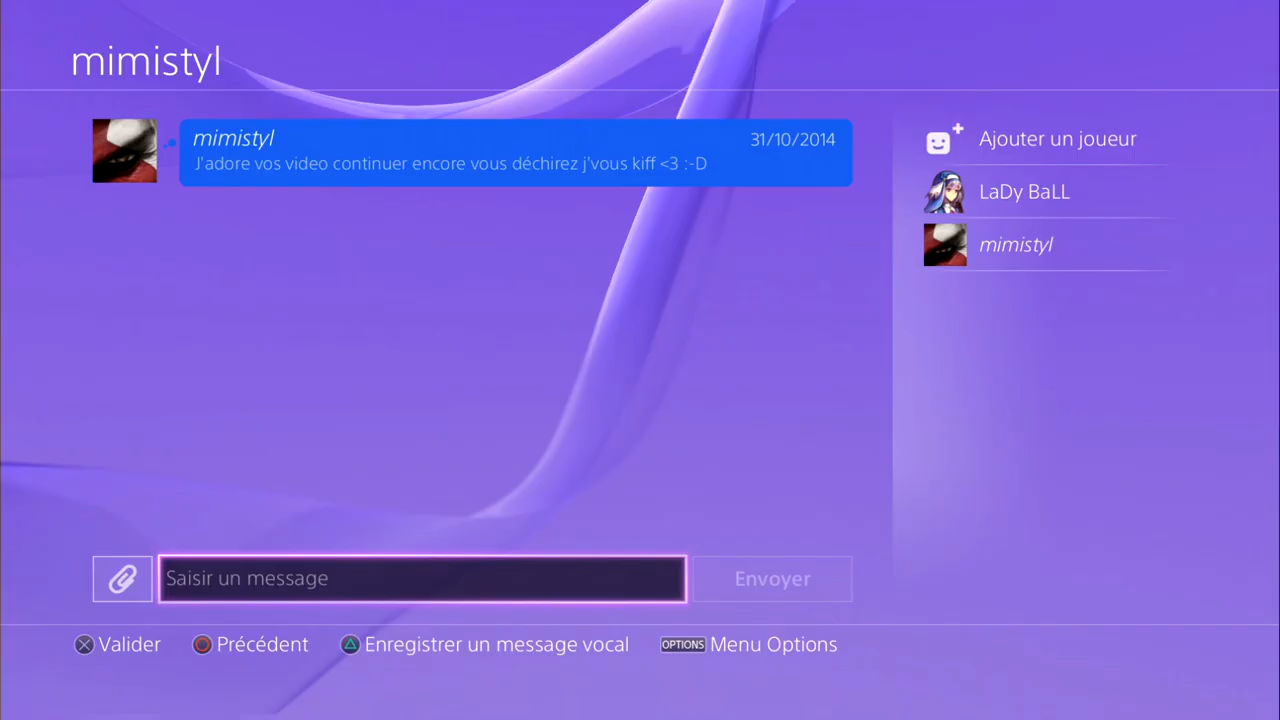 mimistyl
mimistyl 31/10/2014
J'adore vos video continuer encore vous déchirez j'vous kiff <3 :-D
Ajouter un joueur
LaDy BaLL
mimistyl
Saisir un message
Envoyer
Valider Précédent Enregistrer un message vocal OPTIONS Menu Options